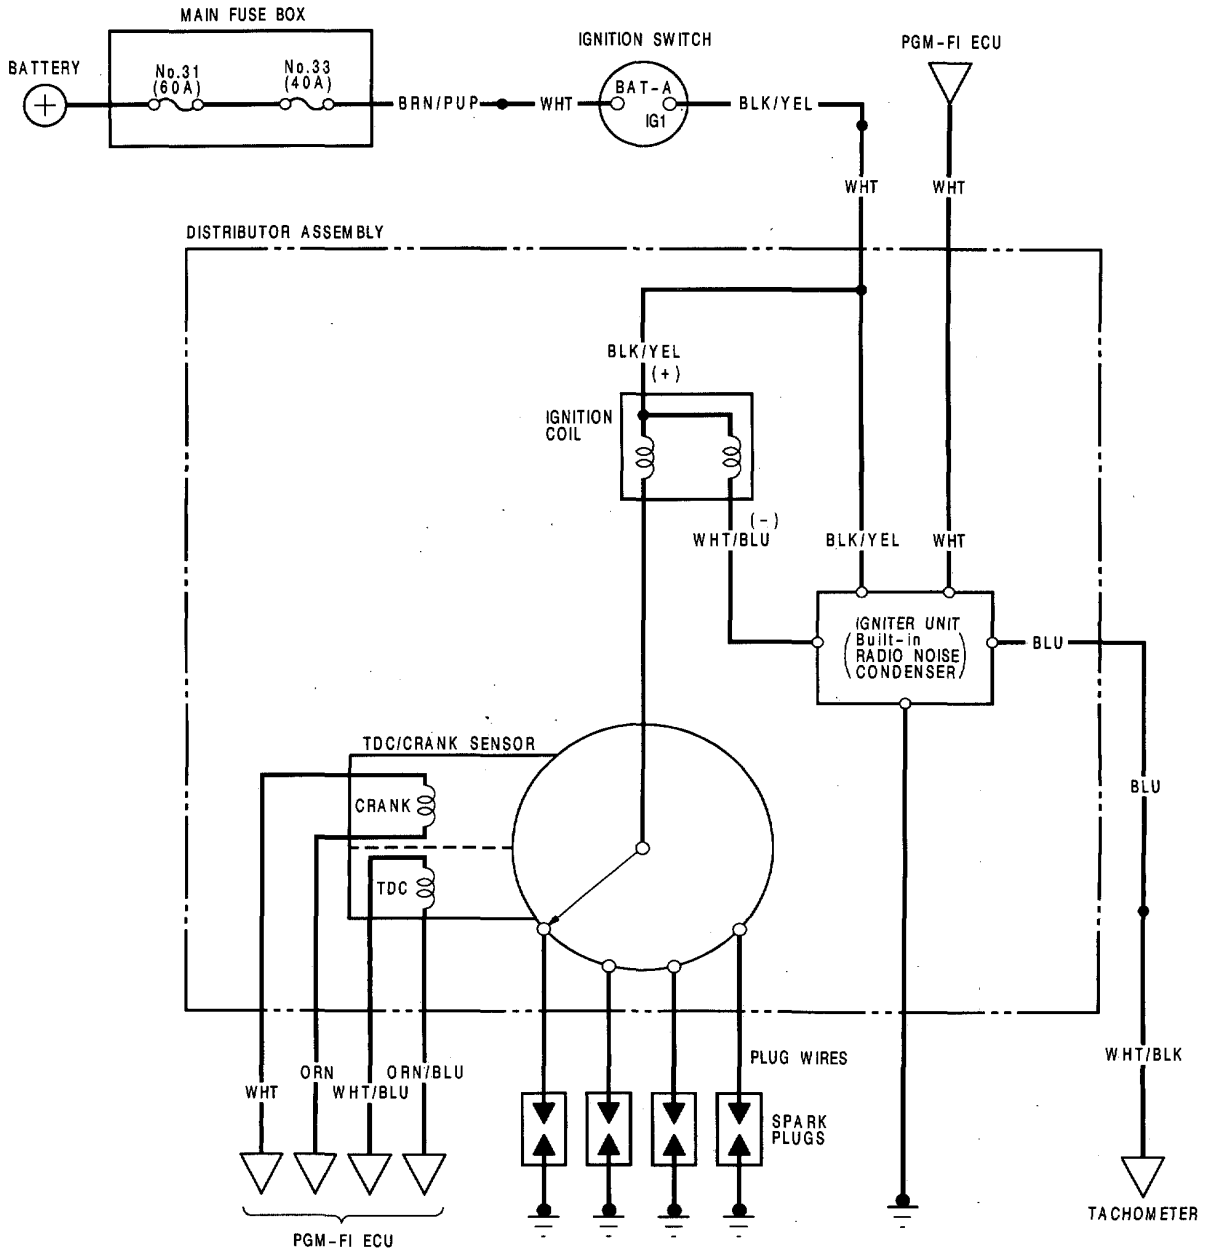 MAIN FUSE BOX
IGNITION SWITCH
PGM-FI ECU
BATTERY
No.31
(60A)
No.33
(40A)
BAT-A
IG1
BRN/PUP
WHT
BLK/YEL
WHT
WHT
DISTRIBUTOR ASSEMBLY
BLK/YEL
(+)
IGNITION
COIL
(-)
WHT/BLU
BLK/YEL
WHT
IGNITER UNIT
(Built-in
RADIO NOISE
CONDENSER)
BLU
TDC/CRANK SENSOR
CRANK
TDC
BLU
PLUG WIRES
WHT/BLK
WHT
ORN
WHT/BLU
ORN/BLU
SPARK
PLUGS
TACHOMETER
PGM-FI ECU
+